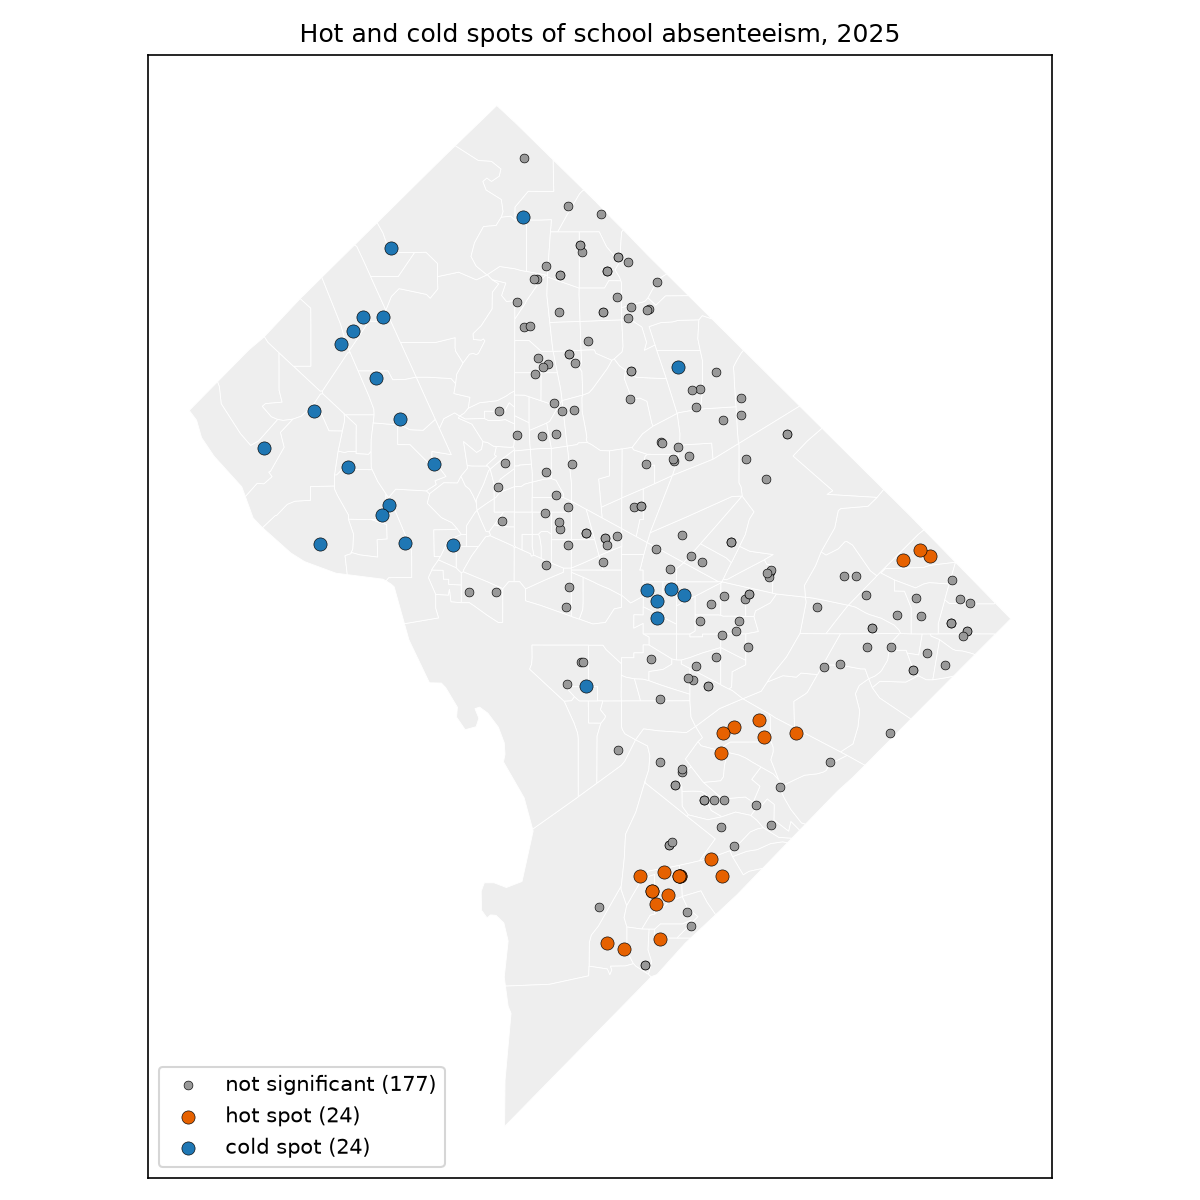 Hot and cold spots of school absenteeism, 2025
not significant (177)
hot spot (24)
cold spot (24)